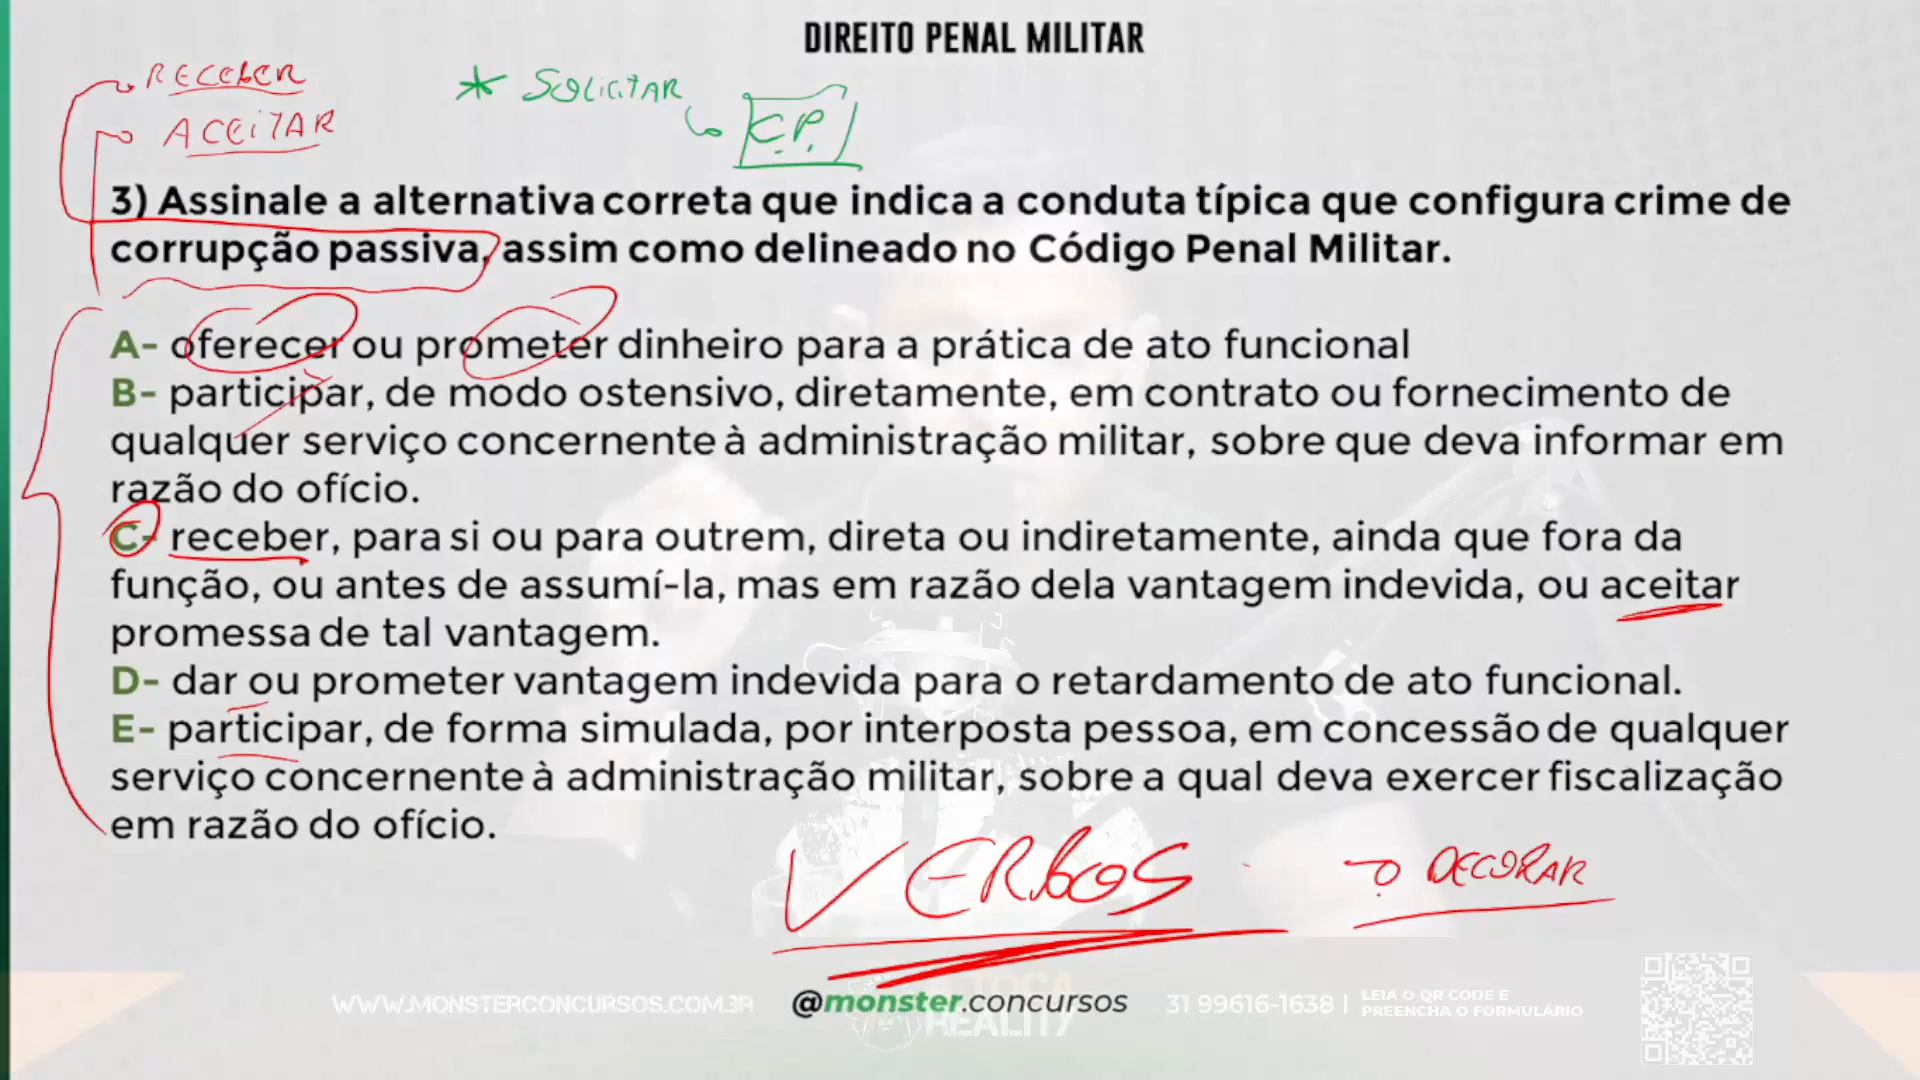 DIREITO PENAL MILITAR
RECEBER
* SOLICITAR
ACEITAR
C.P.
3) Assinale a alternativa correta que indica a conduta típica que configura crime de
corrupção passiva, assim como delineado no Código Penal Militar.
A- oferecer ou prometer dinheiro para a prática de ato funcional
B- participar, de modo ostensivo, diretamente, em contrato ou fornecimento de
qualquer serviço concernente à administração militar, sobre que deva informar em
razão do ofício.
C- receber, para si ou para outrem, direta ou indiretamente, ainda que fora da
função, ou antes de assumí-la, mas em razão dela vantagem indevida, ou aceitar
promessa de tal vantagem.
D- dar ou prometer vantagem indevida para o retardamento de ato funcional.
E- participar, de forma simulada, por interposta pessoa, em concessão de qualquer
serviço concernente à administração militar, sobre a qual deva exercer fiscalização
em razão do ofício.
VERBOS
DECORAR
WWW.MONSTERCONCURSOS.COM.BR
@monster.concursos
31 99616-1638 |
LEIA O QR CODE E
PREENCHA O FORMULÁRIO
TOCA
REALITY